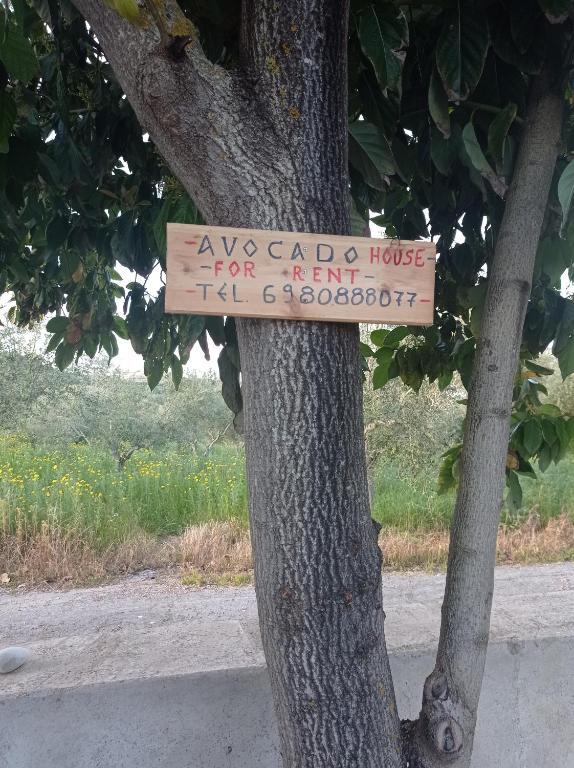 -AVOCADO HOUSE-
-FOR RENT-
-TEL. 6980888077-